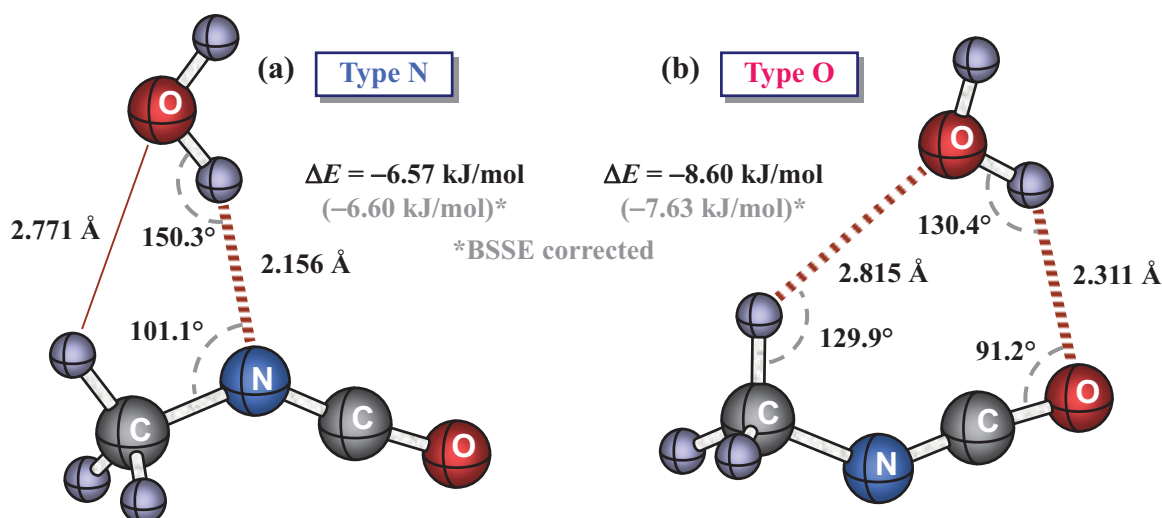 (a) Type N
ΔE = –6.57 kJ/mol
(–6.60 kJ/mol)*
O
2.771 Å
150.3°
2.156 Å
101.1°
N
C
C
O
(b) Type O
ΔE = –8.60 kJ/mol
(–7.63 kJ/mol)*
*BSSE corrected
O
130.4°
2.815 Å
2.311 Å
129.9°
91.2°
C
N
C
O